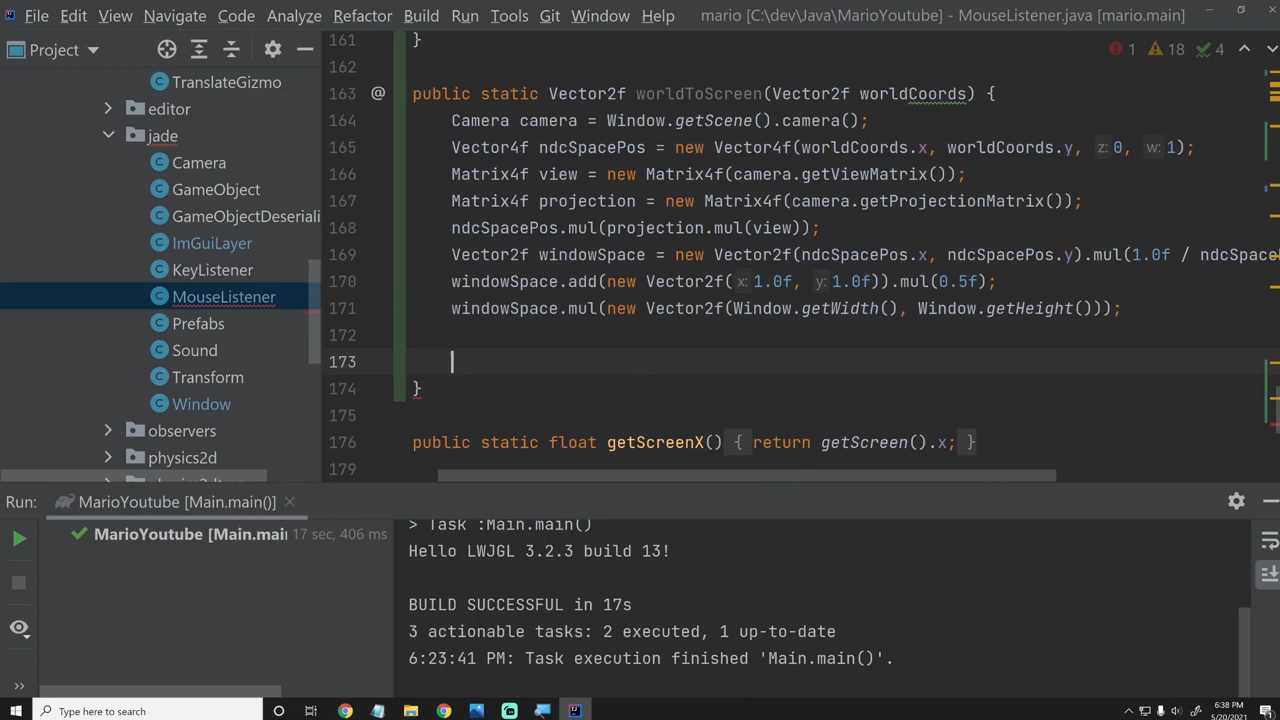 File Edit View Navigate Code Analyze Refactor Build Run Tools Git Window Help mario [C:\dev\Java\MarioYoutube] - MouseListener.java [mario.main]
Project
TranslateGizmo
editor
jade
Camera
GameObject
GameObjectDeseriali
ImGuiLayer
KeyListener
MouseListener
Prefabs
Sound
Transform
Window
observers
physics2d
161 }
1 18 4
162
163 @ public static Vector2f worldToScreen(Vector2f worldCoords) {
164 Camera camera = Window.getScene().camera();
165 Vector4f ndcSpacePos = new Vector4f(worldCoords.x, worldCoords.y, z: 0, w: 1);
166 Matrix4f view = new Matrix4f(camera.getViewMatrix());
167 Matrix4f projection = new Matrix4f(camera.getProjectionMatrix());
168 ndcSpacePos.mul(projection.mul(view));
169 Vector2f windowSpace = new Vector2f(ndcSpacePos.x, ndcSpacePos.y).mul(1.0f / ndcSpace
170 windowSpace.add(new Vector2f( x: 1.0f, y: 1.0f)).mul(0.5f);
171 windowSpace.mul(new Vector2f(Window.getWidth(), Window.getHeight()));
172
173
174 }
175
176 public static float getScreenX() { return getScreen().x; }
179
Run: MarioYoutube [Main.main()]
MarioYoutube [Main.mai 17 sec, 406 ms
> Task :Main.main()
Hello LWJGL 3.2.3 build 13!
BUILD SUCCESSFUL in 17s
3 actionable tasks: 2 executed, 1 up-to-date
6:23:41 PM: Task execution finished 'Main.main()'.
Type here to search
6:38 PM
5/20/2021